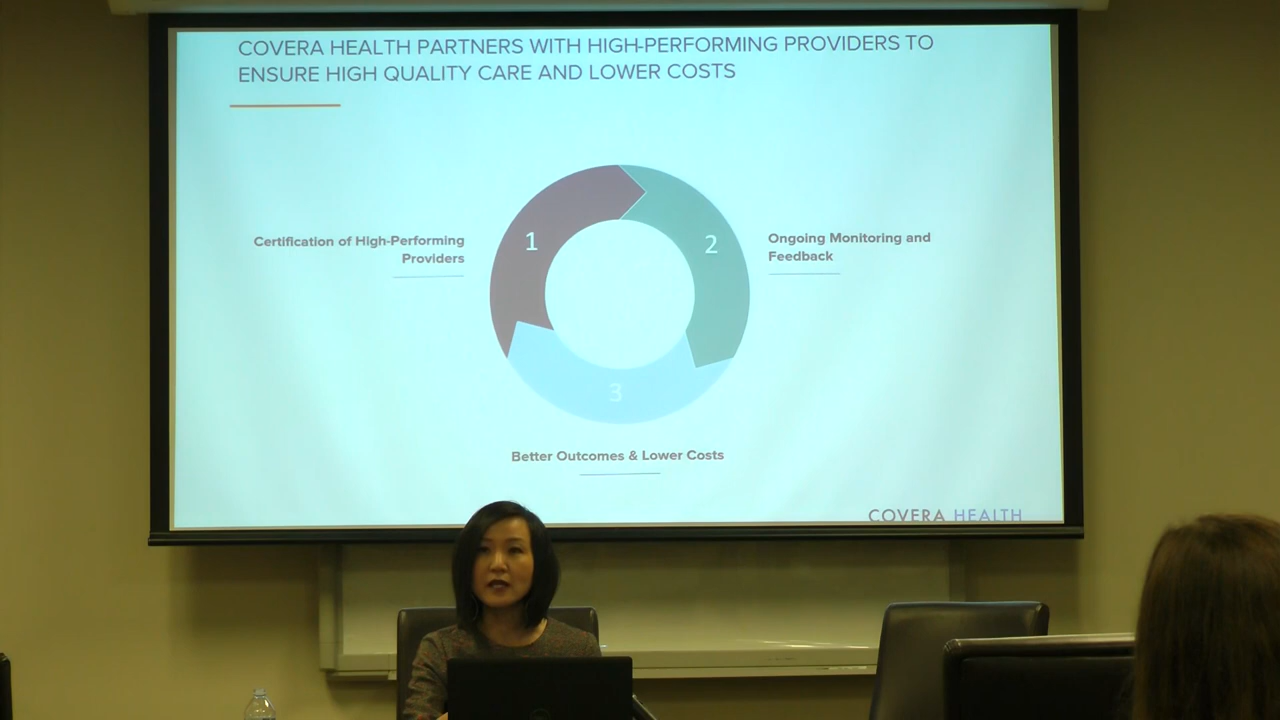 COVERA HEALTH PARTNERS WITH HIGH-PERFORMING PROVIDERS TO
ENSURE HIGH QUALITY CARE AND LOWER COSTS
1
Certification of High-Performing
Providers
2
Ongoing Monitoring and
Feedback
3
Better Outcomes & Lower Costs
COVERA HEALTH